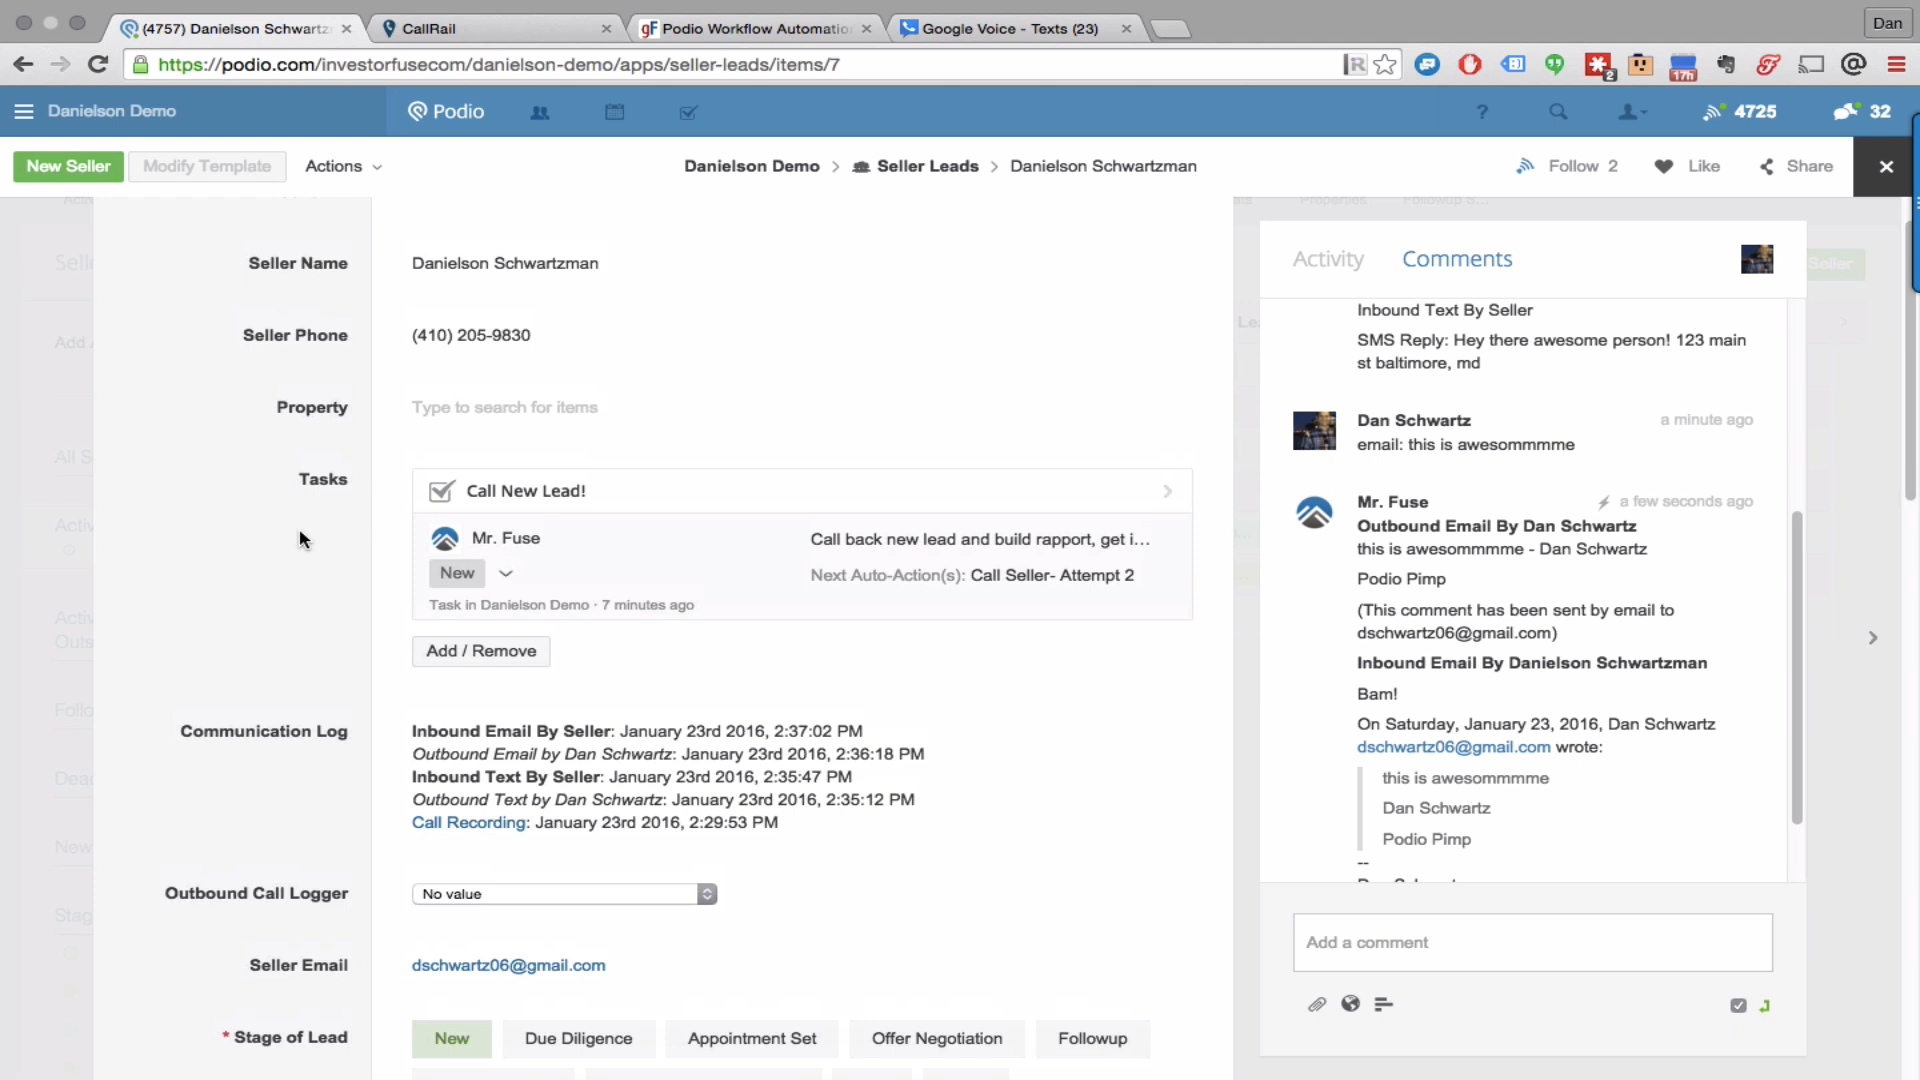 (4757) Danielson Schwartz
CallRail
gF Podio Workflow Automatio
Google Voice - Texts (23)
Dan
https://podio.com/investorfusecom/danielson-demo/apps/seller-leads/items/7
R
2
17h
Danielson Demo
Podio
?
4725
32
New Seller
Modify Template
Actions
Danielson Demo > Seller Leads > Danielson Schwartzman
Follow 2
Like
Share
Properties
Seller
Seller Name
Danielson Schwartzman
Seller Phone
(410) 205-9830
Property
Type to search for items
Tasks
Call New Lead!
Mr. Fuse
Call back new lead and build rapport, get i...
New
Next Auto-Action(s): Call Seller- Attempt 2
Task in Danielson Demo · 7 minutes ago
Add / Remove
Communication Log
Inbound Email By Seller: January 23rd 2016, 2:37:02 PM
Outbound Email by Dan Schwartz: January 23rd 2016, 2:36:18 PM
Inbound Text By Seller: January 23rd 2016, 2:35:47 PM
Outbound Text by Dan Schwartz: January 23rd 2016, 2:35:12 PM
Call Recording: January 23rd 2016, 2:29:53 PM
Outbound Call Logger
No value
Seller Email
dschwartz06@gmail.com
* Stage of Lead
New
Due Diligence
Appointment Set
Offer Negotiation
Followup
Activity
Comments
Inbound Text By Seller
SMS Reply: Hey there awesome person! 123 main
st baltimore, md
Dan Schwartz
a minute ago
email: this is awesommmme
Mr. Fuse
a few seconds ago
Outbound Email By Dan Schwartz
this is awesommmme - Dan Schwartz
Podio Pimp
(This comment has been sent by email to
dschwartz06@gmail.com)
Inbound Email By Danielson Schwartzman
Bam!
On Saturday, January 23, 2016, Dan Schwartz
dschwartz06@gmail.com wrote:
this is awesommmme
Dan Schwartz
Podio Pimp
--
Add a comment